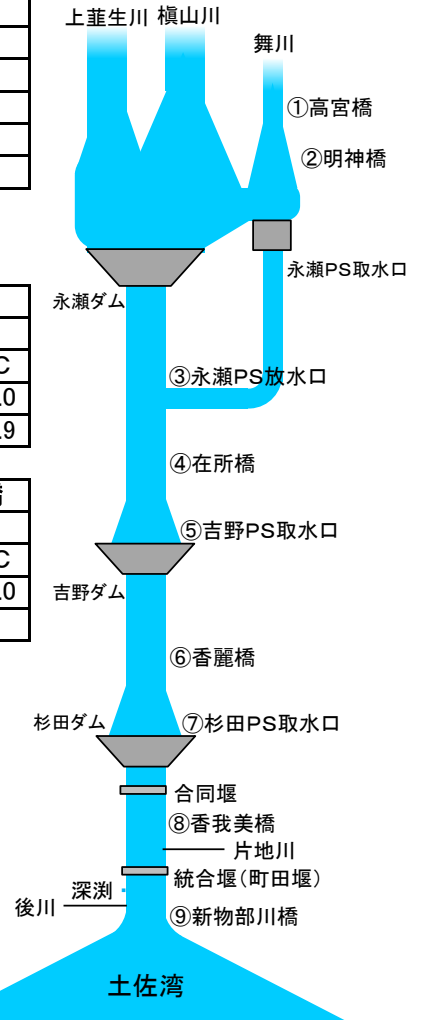 上韮生川 槇山川
舞川
①高宮橋
②明神橋
永瀬PS取水口
永瀬ダム
③永瀬PS放水口
C
.0
.9
④在所橋
⑤吉野PS取水口
C
.0
吉野ダム
⑥香麗橋
杉田ダム
⑦杉田PS取水口
合同堰
⑧香我美橋
片地川
統合堰(町田堰)
深渕
後川
⑨新物部川橋
土佐湾